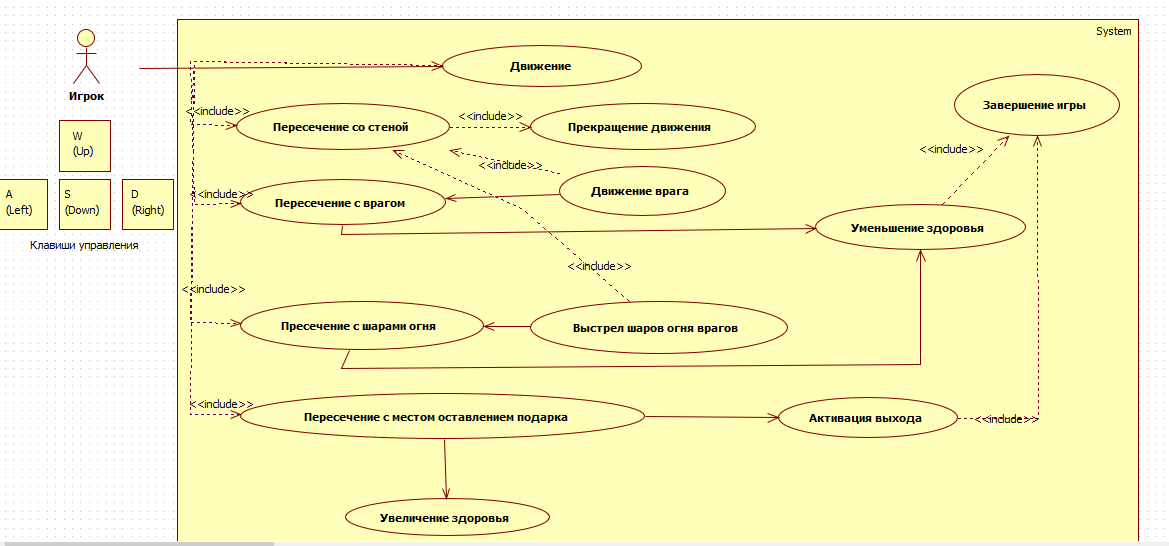 System
Игрок
Движение
Завершение игры
<<include>>
Пересечение со стеной
<<include>>
Прекращение движения
W
(Up)
<<include>>
<<include>>
Движение врага
A
(Left)
S
(Down)
D
(Right)
<<include>>
Пересечение с врагом
Уменьшение здоровья
Клавиши управления
<<include>>
<<include>>
Пресечение с шарами огня
Выстрел шаров огня врагов
<<include>>
Пересечение с местом оставлением подарка
Активация выхода
<<include>>
Увеличение здоровья